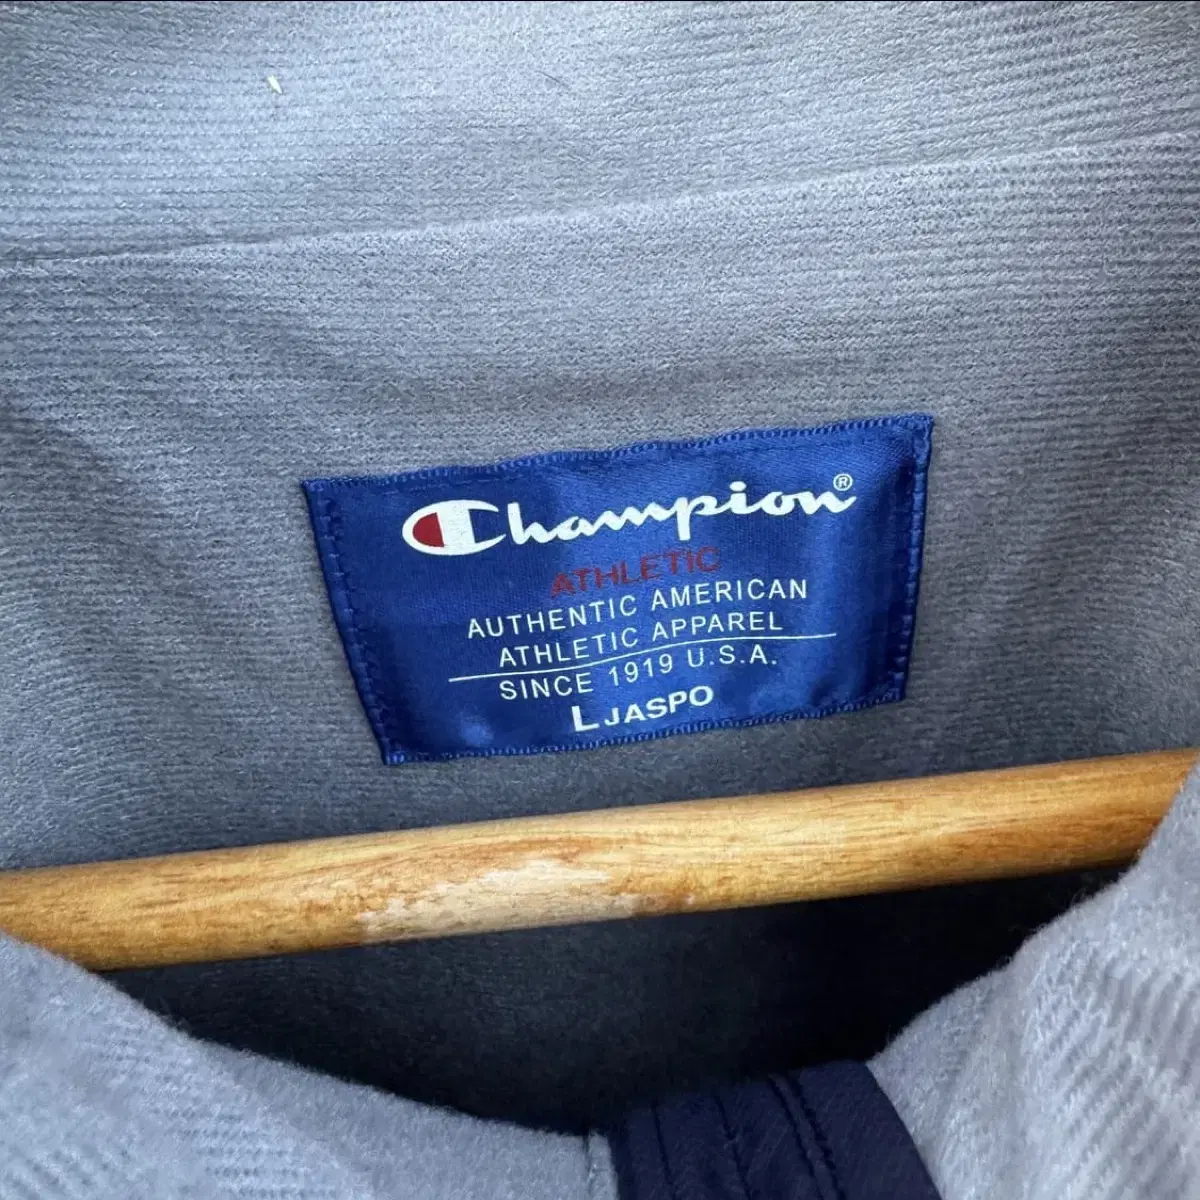 Champion®
ATHLETIC
AUTHENTIC AMERICAN
ATHLETIC APPAREL
SINCE 1919 U.S.A.
L JASPO